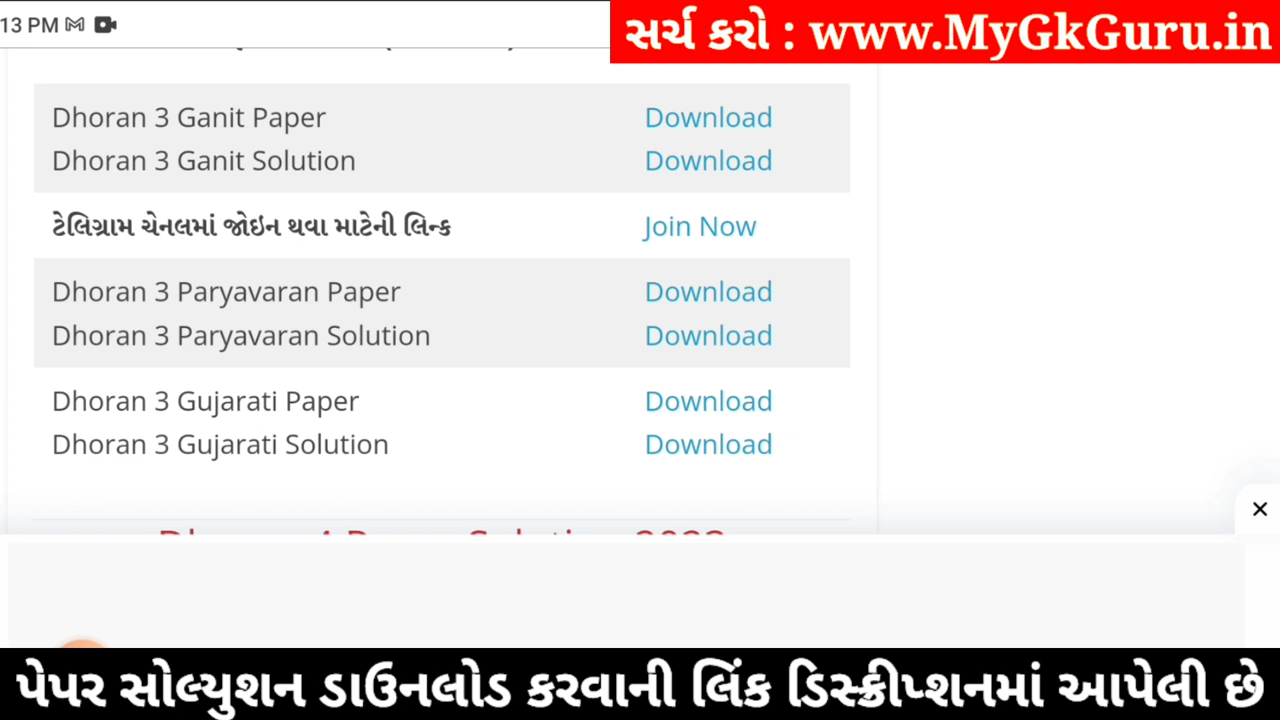 13 PM
સર્ચ કરો : www.MyGkGuru.in
Dhoran 3 Ganit Paper Download
Dhoran 3 Ganit Solution Download
ટેલિગ્રામ ચેનલમાં જોઇન થવા માટેની લિન્ક Join Now
Dhoran 3 Paryavaran Paper Download
Dhoran 3 Paryavaran Solution Download
Dhoran 3 Gujarati Paper Download
Dhoran 3 Gujarati Solution Download
પેપર સોલ્યુશન ડાઉનલોડ કરવાની લિંક ડિસ્ક્રીપ્શનમાં આપેલી છે